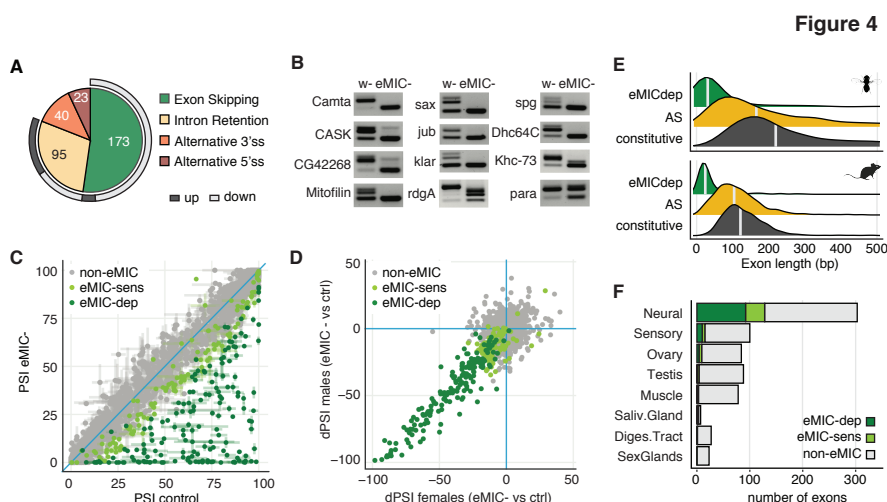 Figure 4
A
23
40
173
95
Exon Skipping
Intron Retention
Alternative 3'ss
Alternative 5'ss
up
down
B
w- eMIC-
w- eMIC-
w- eMIC-
Camta
CASK
CG42268
Mitofilin
sax
jub
klar
rdgA
spg
Dhc64C
Khc-73
para
E
eMICdep
AS
constitutive
eMICdep
AS
constitutive
0 100 200 300 400 500
Exon length (bp)
C
non-eMIC
eMIC-sens
eMIC-dep
PSI eMIC-
100
75
50
25
0
0 25 50 75 100
PSI control
D
non-eMIC
eMIC-sens
eMIC-dep
dPSI males (eMIC - vs ctrl)
50
0
−50
−100
−100 −50 0 50
dPSI females (eMIC- vs ctrl)
F
Neural
Sensory
Ovary
Testis
Muscle
Saliv.Gland
Diges.Tract
SexGlands
eMIC-dep
eMIC-sens
non-eMIC
0 100 200 300
number of exons